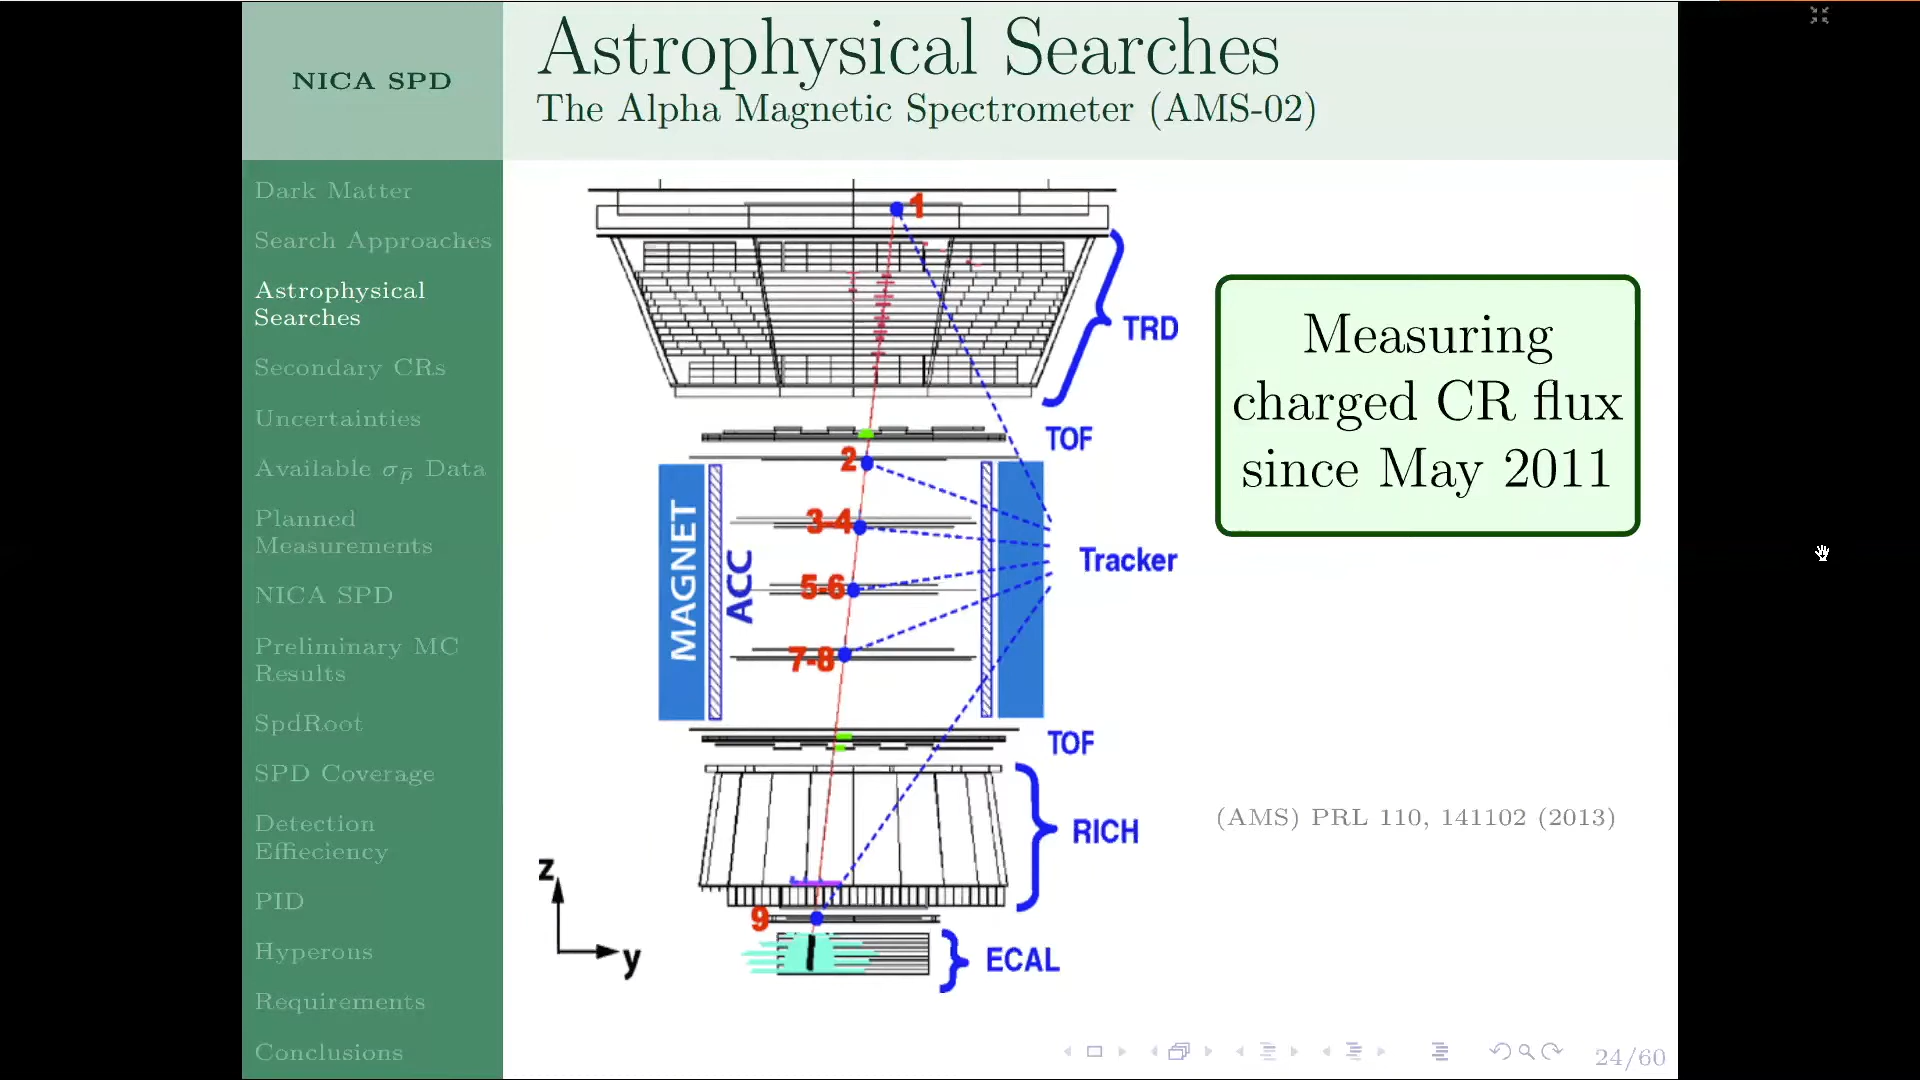 NICA SPD
Astrophysical Searches
The Alpha Magnetic Spectrometer (AMS-02)
Dark Matter
Search Approaches
Astrophysical
Searches
Secondary CRs
Uncertainties
Available σp̄ Data
Planned
Measurements
NICA SPD
Preliminary MC
Results
SpdRoot
SPD Coverage
Detection
Effieciency
PID
Hyperons
Requirements
Conclusions
1
TRD
TOF
2
MAGNET
ACC
3-4
5-6
7-8
Tracker
TOF
RICH
9
ECAL
z
y
Measuring
charged CR flux
since May 2011
(AMS) PRL 110, 141102 (2013)
24/60